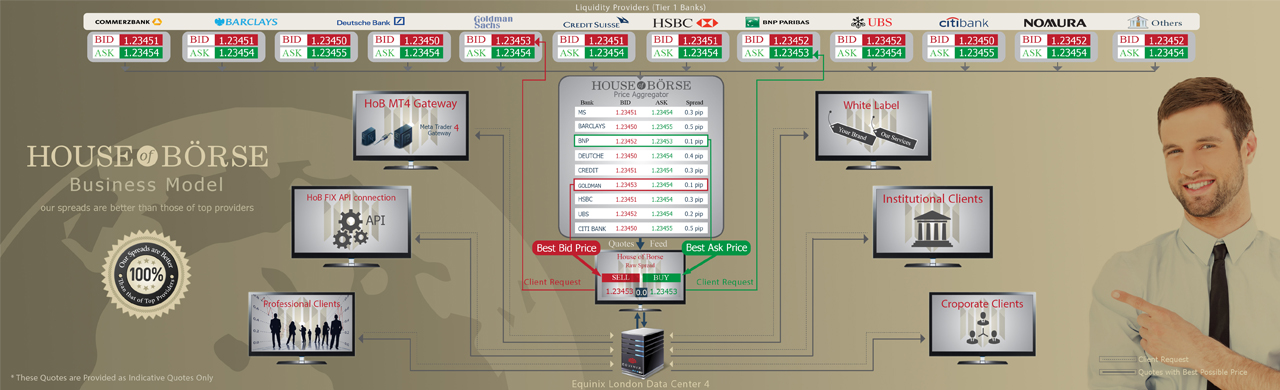 Liquidity Providers (Tier 1 Banks)
COMMERZBANK
BARCLAYS
Deutsche Bank
Goldman
Sachs
CREDIT SUISSE
HSBC
BNP PARIBAS
UBS
citibank
NOMURA
Others
BID 1.23451
ASK 1.23454
BID 1.23450
ASK 1.23454
BID 1.23450
ASK 1.23455
BID 1.23450
ASK 1.23454
BID 1.23453
ASK 1.23454
BID 1.23451
ASK 1.23454
BID 1.23451
ASK 1.23454
BID 1.23452
ASK 1.23453
BID 1.23452
ASK 1.23454
BID 1.23450
ASK 1.23455
BID 1.23452
ASK 1.23454
BID 1.23452
ASK 1.23454
HOUSE of BÖRSE
Business Model
our spreads are better than those of top providers
Our Spreads are Better
100%
Than that of Top Providers
HoB MT4 Gateway
Meta Trader 4
Gateway
HoB FIX API connection
API
Professional Clients
HOUSE of BÖRSE
Price Aggregator
Bank BID ASK Spread
MS 1.23451 1.23454 0.3 pip
BARCLAYS 1.23450 1.23455 0.5 pip
BNP 1.23452 1.23453 0.1 pip
DEUTCHE 1.23450 1.23454 0.4 pip
CREDIT 1.23451 1.23454 0.3 pip
GOLDMAN 1.23453 1.23454 0.1 pip
HSBC 1.23451 1.23454 0.3 pip
UBS 1.23452 1.23454 0.2 pip
CITI BANK 1.23450 1.23455 0.5 pip
Quotes Feed
Best Bid Price
Best Ask Price
House of Borse
Raw Spread
SELL BUY
1.23453 0.0 1.23453
Client Request
Client Request
White Label
Your Brand
Our Services
Institutional Clients
Croporate Clients
Equinix London Data Center 4
Client Request
Quotes with Best Possible Price
* These Quotes are Provided as Indicative Quotes Only